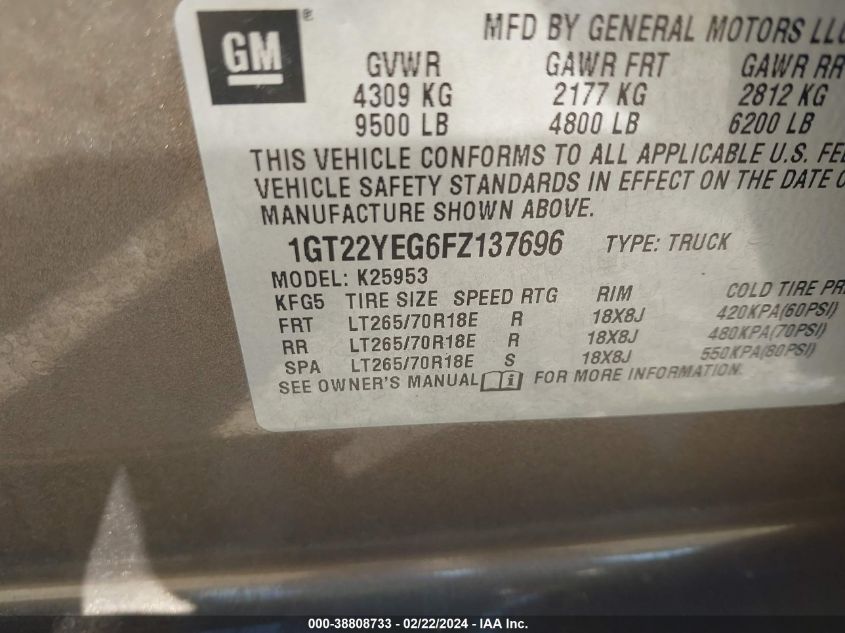 GM®
MFD BY GENERAL MOTORS LLC
GVWR GAWR FRT GAWR RR
4309 KG 2177 KG 2812 KG
9500 LB 4800 LB 6200 LB
THIS VEHICLE CONFORMS TO ALL APPLICABLE U.S. FE
VEHICLE SAFETY STANDARDS IN EFFECT ON THE DATE O
MANUFACTURE SHOWN ABOVE.
1GT22YEG6FZ137696 TYPE: TRUCK
MODEL: K25953
KFG5 TIRE SIZE SPEED RTG RIM COLD TIRE PR
FRT LT265/70R18E R 18X8J 420KPA(60PSI)
RR LT265/70R18E R 18X8J 480KPA(70PSI)
SPA LT265/70R18E S 18X8J 550KPA(80PSI)
SEE OWNER'S MANUAL i FOR MORE INFORMATION.
000-38808733 - 02/22/2024 - IAA Inc.